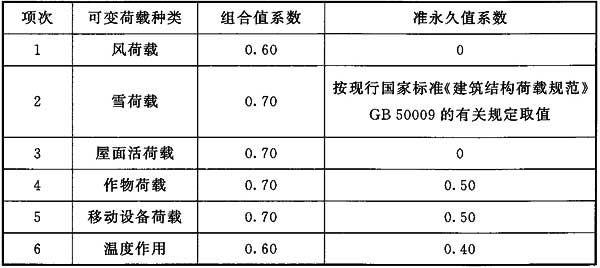 项次 可变荷载种类 组合值系数 准永久值系数
1 风荷载 0.60 0
2 雪荷载 0.70 按现行国家标准《建筑结构荷载规范》
GB 50009 的有关规定取值
3 屋面活荷载 0.70 0
4 作物荷载 0.70 0.50
5 移动设备荷载 0.70 0.50
6 温度作用 0.60 0.40